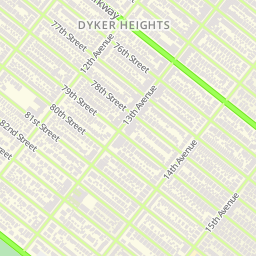 rkway
DYKER HEIGHTS
77th Street
76th Street
12th Avenue
79th Street
78th Street
13th Avenue
80th Street
81st Street
82nd Street
14th Avenue
15th Avenue